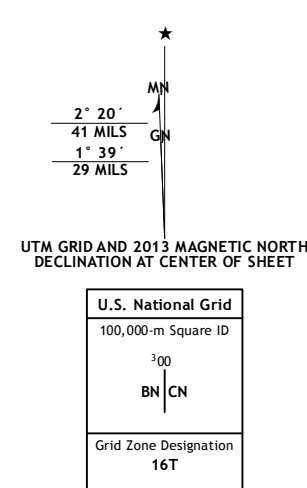 ★
MN
2° 20´
41 MILS
GN
1° 39´
29 MILS
UTM GRID AND 2013 MAGNETIC NORTH
DECLINATION AT CENTER OF SHEET
U.S. National Grid
100,000-m Square ID
³00
BN CN
Grid Zone Designation
16T